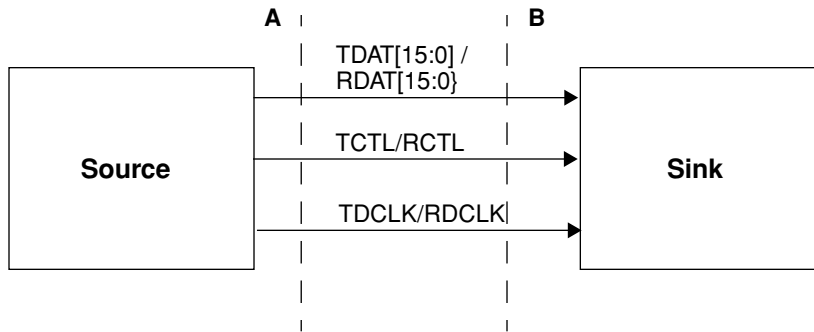 A
B
TDAT[15:0] /
RDAT[15:0}
TCTL/RCTL
Source
Sink
TDCLK/RDCLK